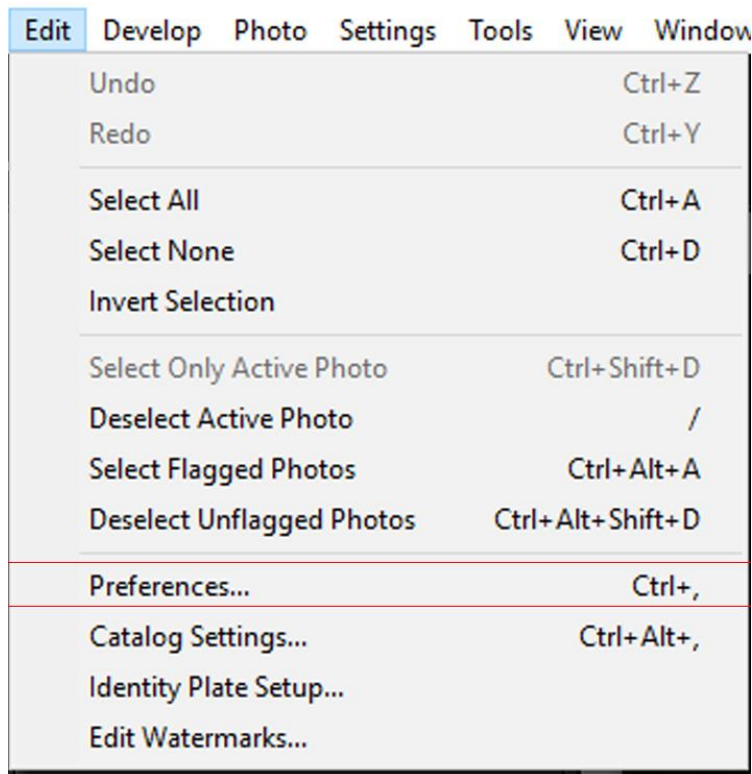 Edit Develop Photo Settings Tools View Window
Undo Ctrl+Z
Redo Ctrl+Y
Select All Ctrl+A
Select None Ctrl+D
Invert Selection
Select Only Active Photo Ctrl+Shift+D
Deselect Active Photo /
Select Flagged Photos Ctrl+Alt+A
Deselect Unflagged Photos Ctrl+Alt+Shift+D
Preferences... Ctrl+,
Catalog Settings... Ctrl+Alt+,
Identity Plate Setup...
Edit Watermarks...